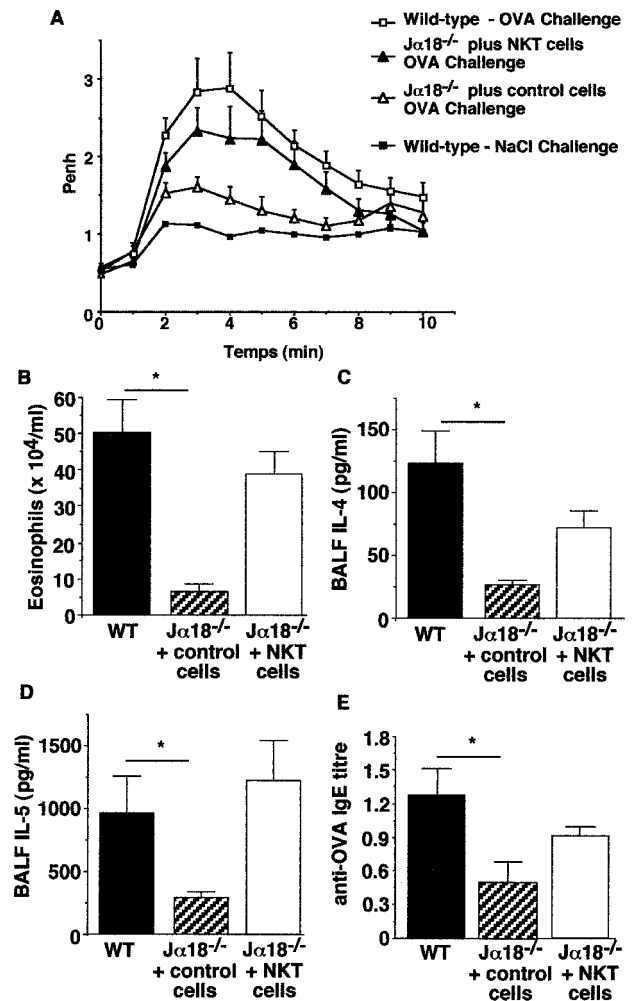 A
Wild-type - OVA Challenge
Jα18-/- plus NKT cells
OVA Challenge
Jα18-/- plus control cells
OVA Challenge
Wild-type - NaCl Challenge
Penh
3
2
1
0
0 2 4 6 8 10
Temps (min)
B
*
Eosinophils (x 10⁴/ml)
60
50
40
30
20
10
0
WT
Jα18-/-
+ control
cells
Jα18-/-
+ NKT
cells
C
*
BALF IL-4 (pg/ml)
150
100
50
0
WT
Jα18-/-
+ control
cells
Jα18-/-
+ NKT
cells
D
*
BALF IL-5 (pg/ml)
1500
1000
500
0
WT
Jα18-/-
+ control
cells
Jα18-/-
+ NKT
cells
E
*
anti-OVA IgE titre
1.8
1.5
1.2
0.9
0.6
0.3
0
WT
Jα18-/-
+ control
cells
Jα18-/-
+ NKT
cells